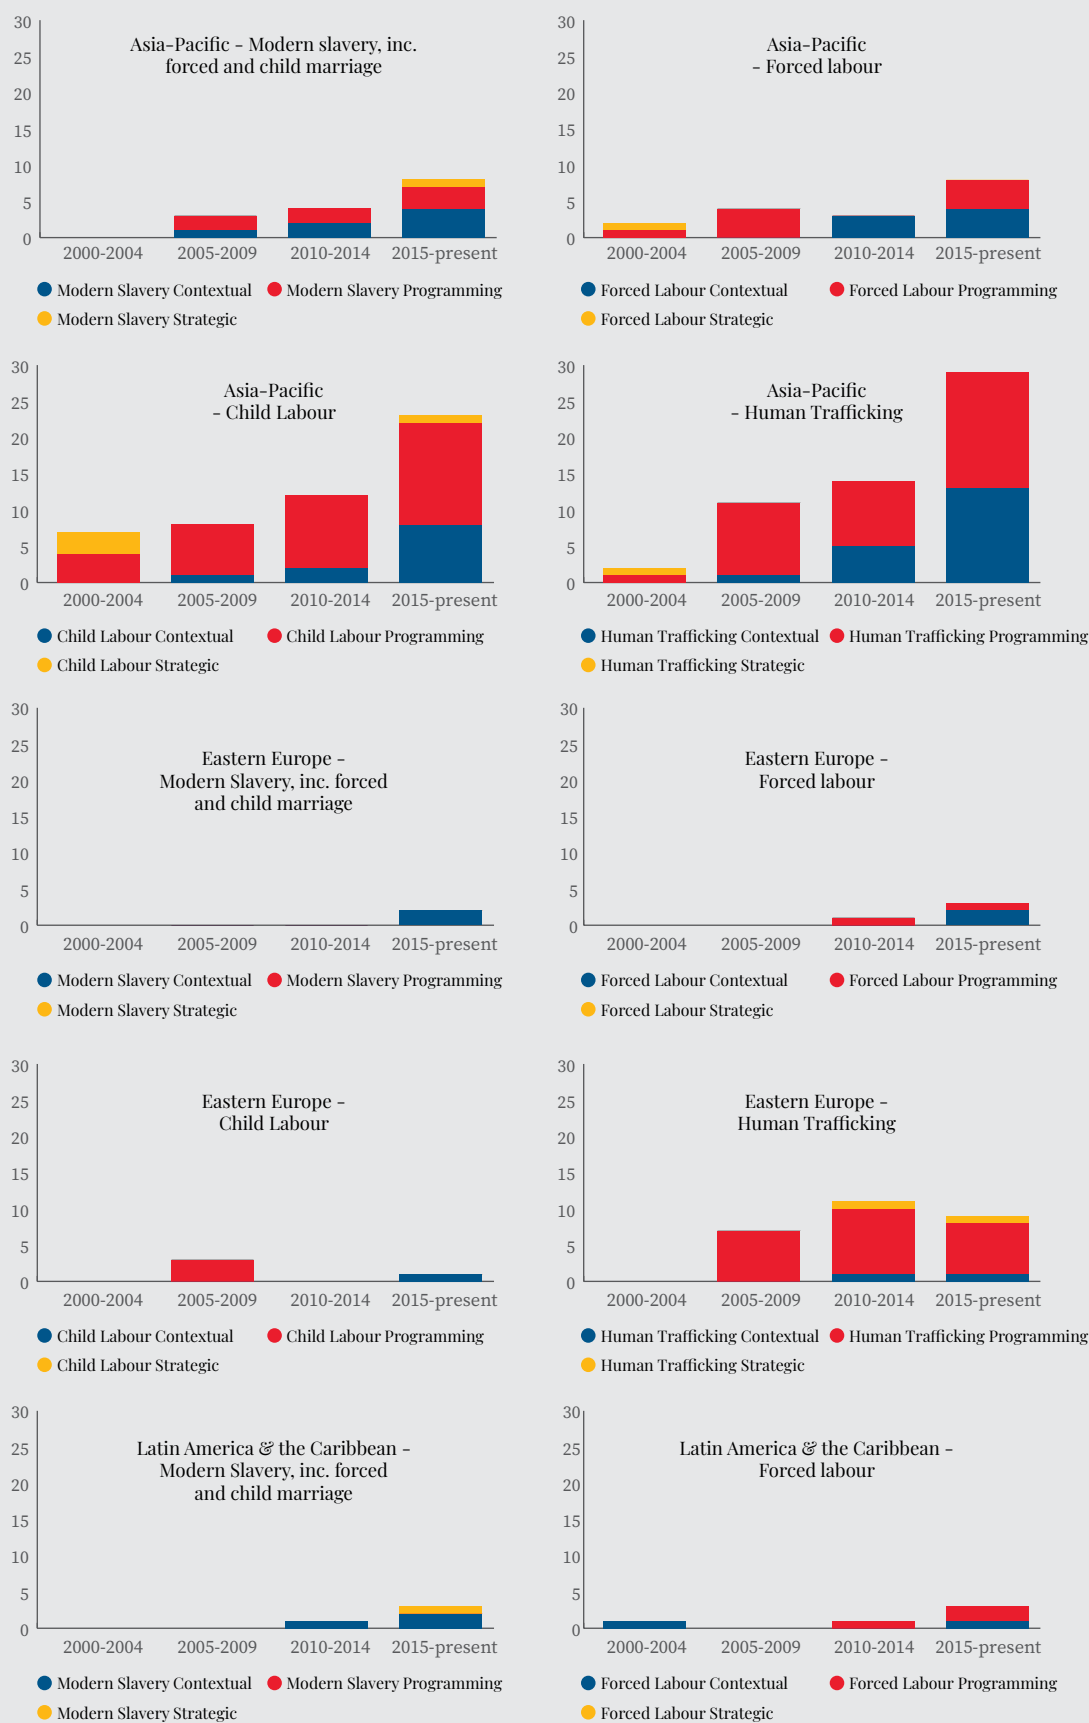 30
25
20
15
10
5
0
Asia-Pacific - Modern slavery, inc.
forced and child marriage
2000-2004 2005-2009 2010-2014 2015-present
Modern Slavery Contextual Modern Slavery Programming
Modern Slavery Strategic
30
25
20
15
10
5
0
Asia-Pacific
- Forced labour
2000-2004 2005-2009 2010-2014 2015-present
Forced Labour Contextual Forced Labour Programming
Forced Labour Strategic
30
25
20
15
10
5
0
Asia-Pacific
- Child Labour
2000-2004 2005-2009 2010-2014 2015-present
Child Labour Contextual Child Labour Programming
Child Labour Strategic
30
25
20
15
10
5
0
Asia-Pacific
- Human Trafficking
2000-2004 2005-2009 2010-2014 2015-present
Human Trafficking Contextual Human Trafficking Programming
Human Trafficking Strategic
30
25
20
15
10
5
0
Eastern Europe -
Modern Slavery, inc. forced
and child marriage
2000-2004 2005-2009 2010-2014 2015-present
Modern Slavery Contextual Modern Slavery Programming
Modern Slavery Strategic
30
25
20
15
10
5
0
Eastern Europe -
Forced labour
2000-2004 2005-2009 2010-2014 2015-present
Forced Labour Contextual Forced Labour Programming
Forced Labour Strategic
30
25
20
15
10
5
0
Eastern Europe -
Child Labour
2000-2004 2005-2009 2010-2014 2015-present
Child Labour Contextual Child Labour Programming
Child Labour Strategic
30
25
20
15
10
5
0
Eastern Europe -
Human Trafficking
2000-2004 2005-2009 2010-2014 2015-present
Human Trafficking Contextual Human Trafficking Programming
Human Trafficking Strategic
30
25
20
15
10
5
0
Latin America & the Caribbean -
Modern Slavery, inc. forced
and child marriage
2000-2004 2005-2009 2010-2014 2015-present
Modern Slavery Contextual Modern Slavery Programming
Modern Slavery Strategic
30
25
20
15
10
5
0
Latin America & the Caribbean -
Forced labour
2000-2004 2005-2009 2010-2014 2015-present
Forced Labour Contextual Forced Labour Programming
Forced Labour Strategic